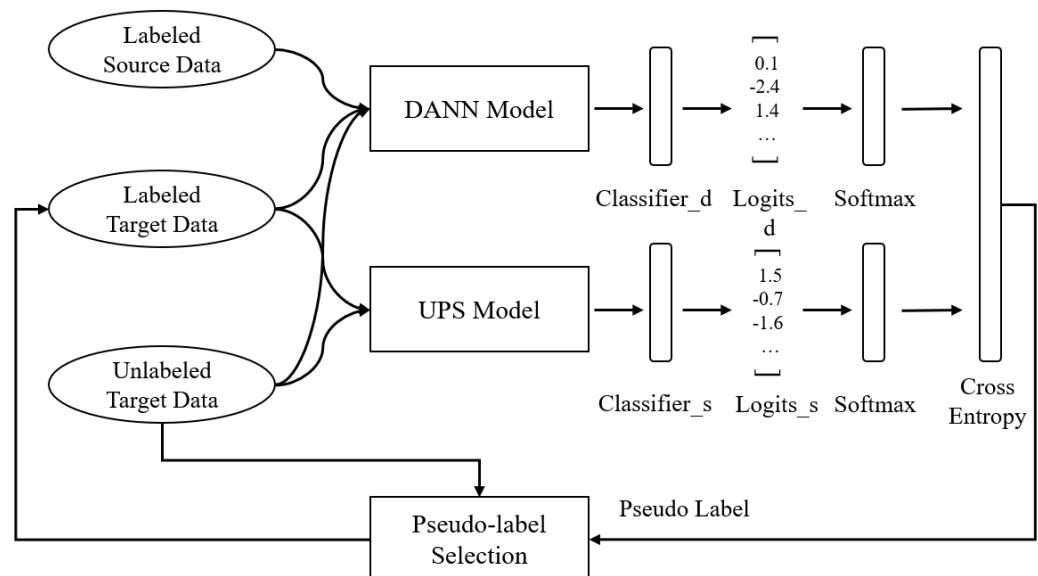 Labeled
Source Data
DANN Model
0.1
-2.4
1.4
...
Classifier_d
Logits_
d
Softmax
Labeled
Target Data
UPS Model
1.5
-0.7
-1.6
...
Classifier_s
Logits_s
Softmax
Cross
Entropy
Unlabeled
Target Data
Pseudo-label
Selection
Pseudo Label